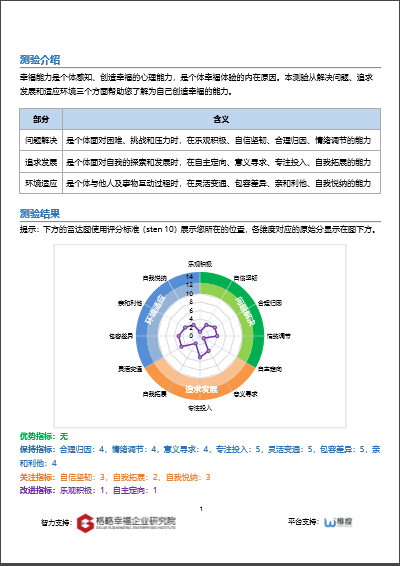 测验介绍
幸福能力是个体感知、创造幸福的心理能力，是个体幸福体验的内在原因。本测验从解决问题、追求
发展和适应环境三个方面帮助您了解为自己创造幸福的能力。
部分 含义
问题解决 是个体面对困难、挑战和压力时，在乐观积极、自信坚韧、合理归因、情绪调节的能力
追求发展 是个体面对自我的探索和发展时，在自主定向、意义寻求、专注投入、自我拓展的能力
环境适应 是个体与他人及事物互动过程时，在灵活变通、包容差异、亲和利他、自我悦纳的能力
测验结果
提示：下方的雷达图使用评分标准（sten 10）展示您所在的位置，各维度对应的原始分显示在图下方。
乐观积极
自我悦纳 自信坚韧
亲和利他 合理归因
包容差异 情绪调节
灵活变通 自主定向
自我拓展 意义寻求
专注投入
14
12
10
8
6
4
2
0
环境适应 问题解决
追求发展
优势指标：无
保持指标：合理归因：4，情绪调节：4，意义寻求：4，专注投入：5，灵活变通：5，包容差异：5，亲
和利他：4
关注指标：自信坚韧：3，自我拓展：2，自我悦纳：3
改进指标：乐观积极：1，自主定向：1
1
智力支持： 格略幸福企业研究院 平台支持：